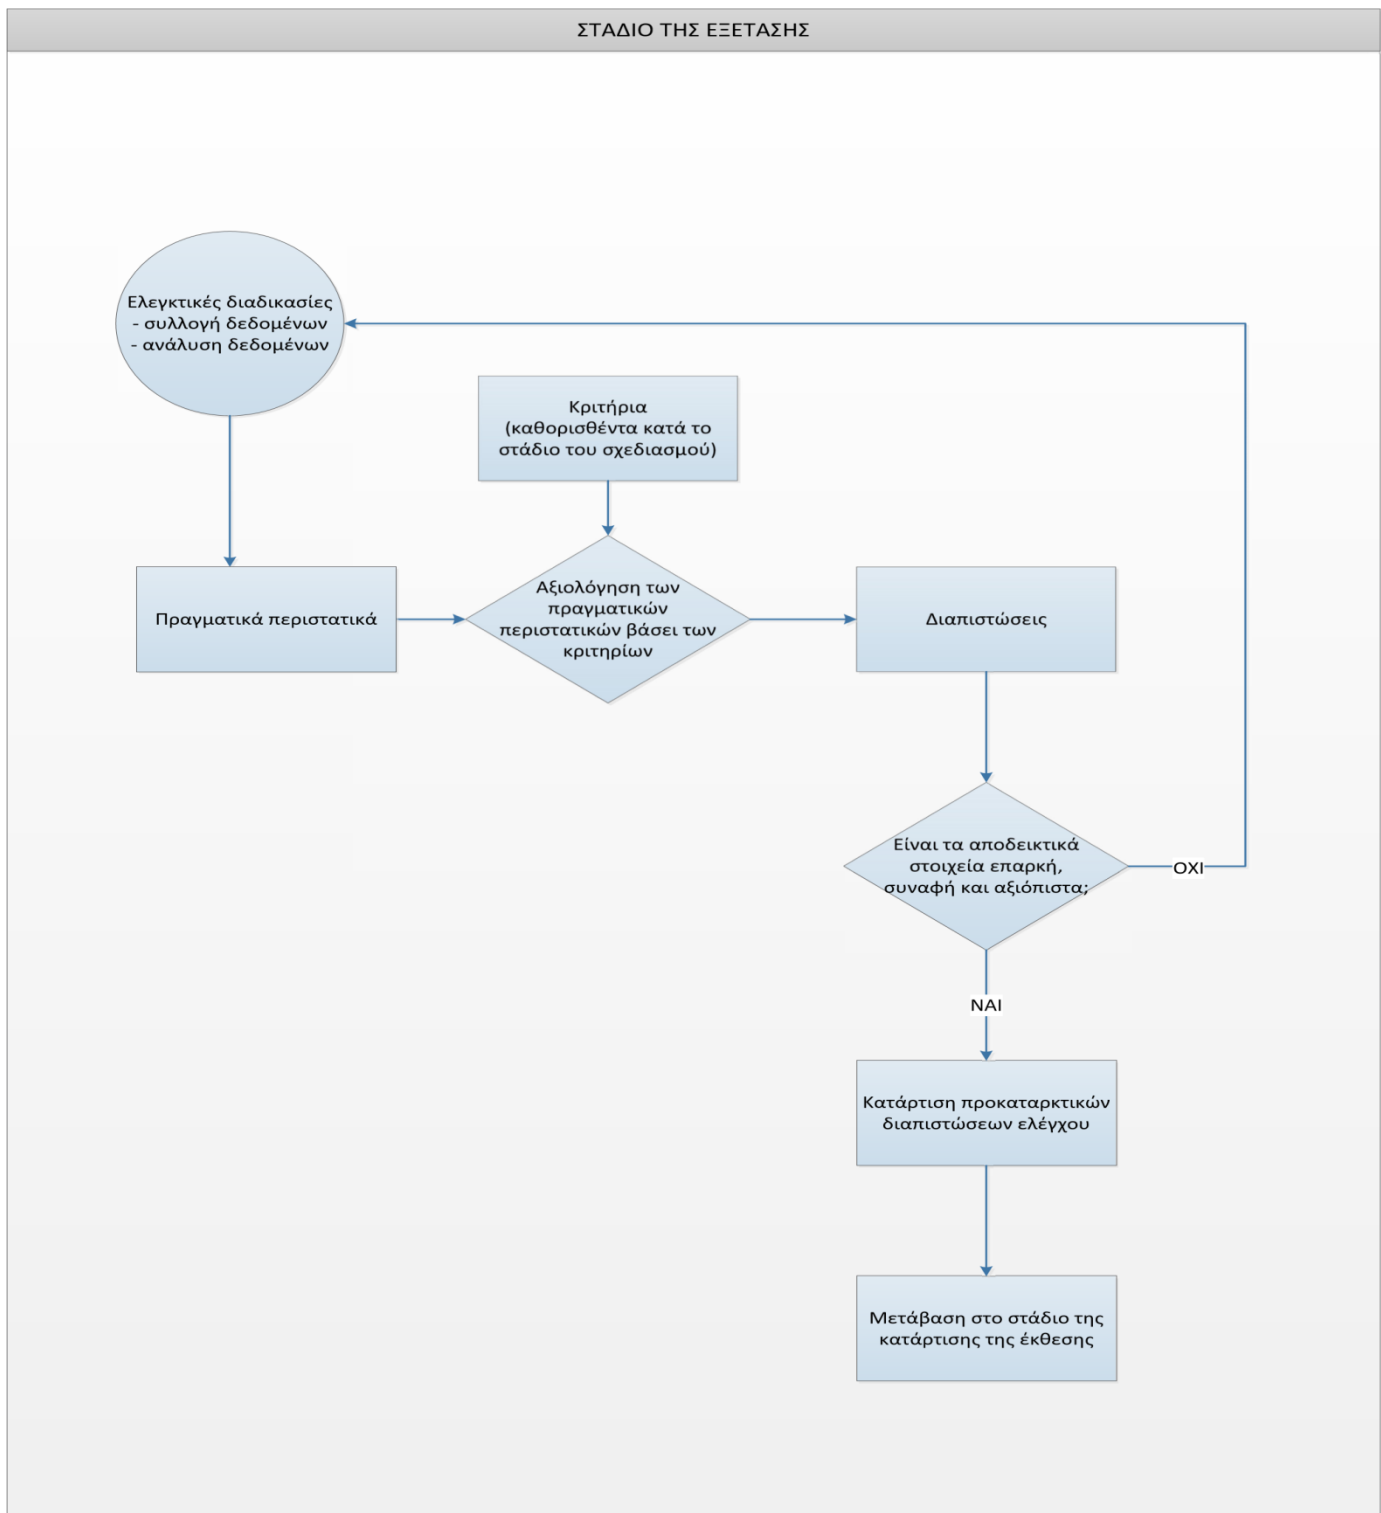 ΣΤΑΔΙΟ ΤΗΣ ΕΞΕΤΑΣΗΣ
Ελεγκτικές διαδικασίες
- συλλογή δεδομένων
- ανάλυση δεδομένων
Κριτήρια
(καθορισθέντα κατά το
στάδιο του σχεδιασμού)
Πραγματικά περιστατικά
Αξιολόγηση των
πραγματικών
περιστατικών βάσει των
κριτηρίων
Διαπιστώσεις
Είναι τα αποδεικτικά
στοιχεία επαρκή,
συναφή και αξιόπιστα;
ΟΧΙ
ΝΑΙ
Κατάρτιση προκαταρκτικών
διαπιστώσεων ελέγχου
Μετάβαση στο στάδιο της
κατάρτισης της έκθεσης